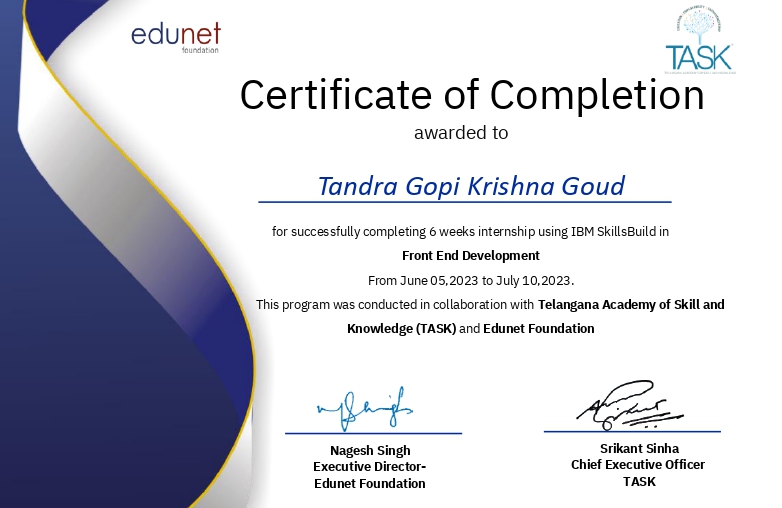 edunet
foundation
TASK
Certificate of Completion
awarded to
Tandra Gopi Krishna Goud
for successfully completing 6 weeks internship using IBM SkillsBuild in
Front End Development
From June 05,2023 to July 10,2023.
This program was conducted in collaboration with Telangana Academy of Skill and
Knowledge (TASK) and Edunet Foundation
Nagesh Singh
Executive Director-
Edunet Foundation
Srikant Sinha
Chief Executive Officer
TASK